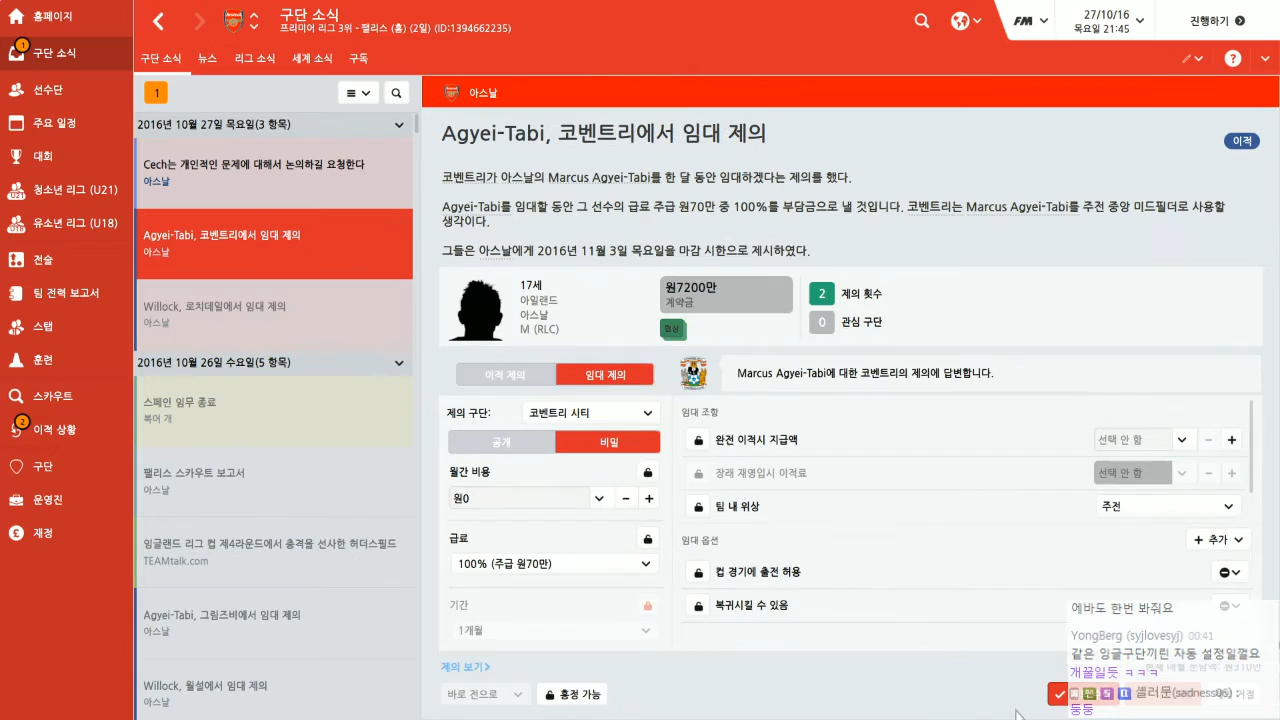 홈페이지
구단 소식
프리미어 리그 3위 - 팰리스 (홈) (2일) (ID:1394662235)
FM
27/10/16
목요일 21:45
진행하기
1
구단 소식
선수단
주요 일정
대회
청소년 리그 (U21)
유소년 리그 (U18)
전술
팀 전력 보고서
스탭
훈련
스카우트
2
이적 상황
구단
운영진
재정
구단 소식 뉴스 리그 소식 세계 소식 구독
1
2016년 10월 27일 목요일(3 항목)
Cech는 개인적인 문제에 대해서 논의하길 요청한다
아스날
Agyei-Tabi, 코벤트리에서 임대 제의
아스날
Willock, 로치데일에서 임대 제의
아스날
2016년 10월 26일 수요일(5 항목)
스페인 임무 종료
복어 개
팰리스 스카우트 보고서
아스날
잉글랜드 리그 컵 제4라운드에서 충격을 선사한 허더스필드
TEAMtalk.com
Agyei-Tabi, 그림즈비에서 임대 제의
아스날
Willock, 월설에서 임대 제의
아스날
아스날
Agyei-Tabi, 코벤트리에서 임대 제의
이적
코벤트리가 아스날의 Marcus Agyei-Tabi를 한 달 동안 임대하겠다는 제의를 했다.
Agyei-Tabi를 임대할 동안 그 선수의 급료 주급 원70만 중 100%를 부담금으로 낼 것입니다. 코벤트리는 Marcus Agyei-Tabi를 주전 중앙 미드필더로 사용할
생각이다.
그들은 아스날에게 2016년 11월 3일 목요일을 마감 시한으로 제시하였다.
17세
아일랜드
아스날
M (RLC)
원7200만
계약금
협상
2 제의 횟수
0 관심 구단
이적 제의 임대 제의
Marcus Agyei-Tabi에 대한 코벤트리의 제의에 답변합니다.
제의 구단: 코벤트리 시티
공개 비밀
월간 비용
원0
급료
100% (주급 원70만)
기간
1개월
임대 조항
완전 이적시 지급액 선택 안 함
장래 재영입시 이적료 선택 안 함
팀 내 위상 주전
임대 옵션 추가
컵 경기에 출전 허용
복귀시킬 수 있음
제의 보기>
바로 전으로 흥정 가능
에바도 한번 봐줘요
YongBerg (syjlovesyj) 00:41
같은 잉글구단끼린 자동 설정일껄요
개꿀일듯 ㅋㅋㅋ
둥둥